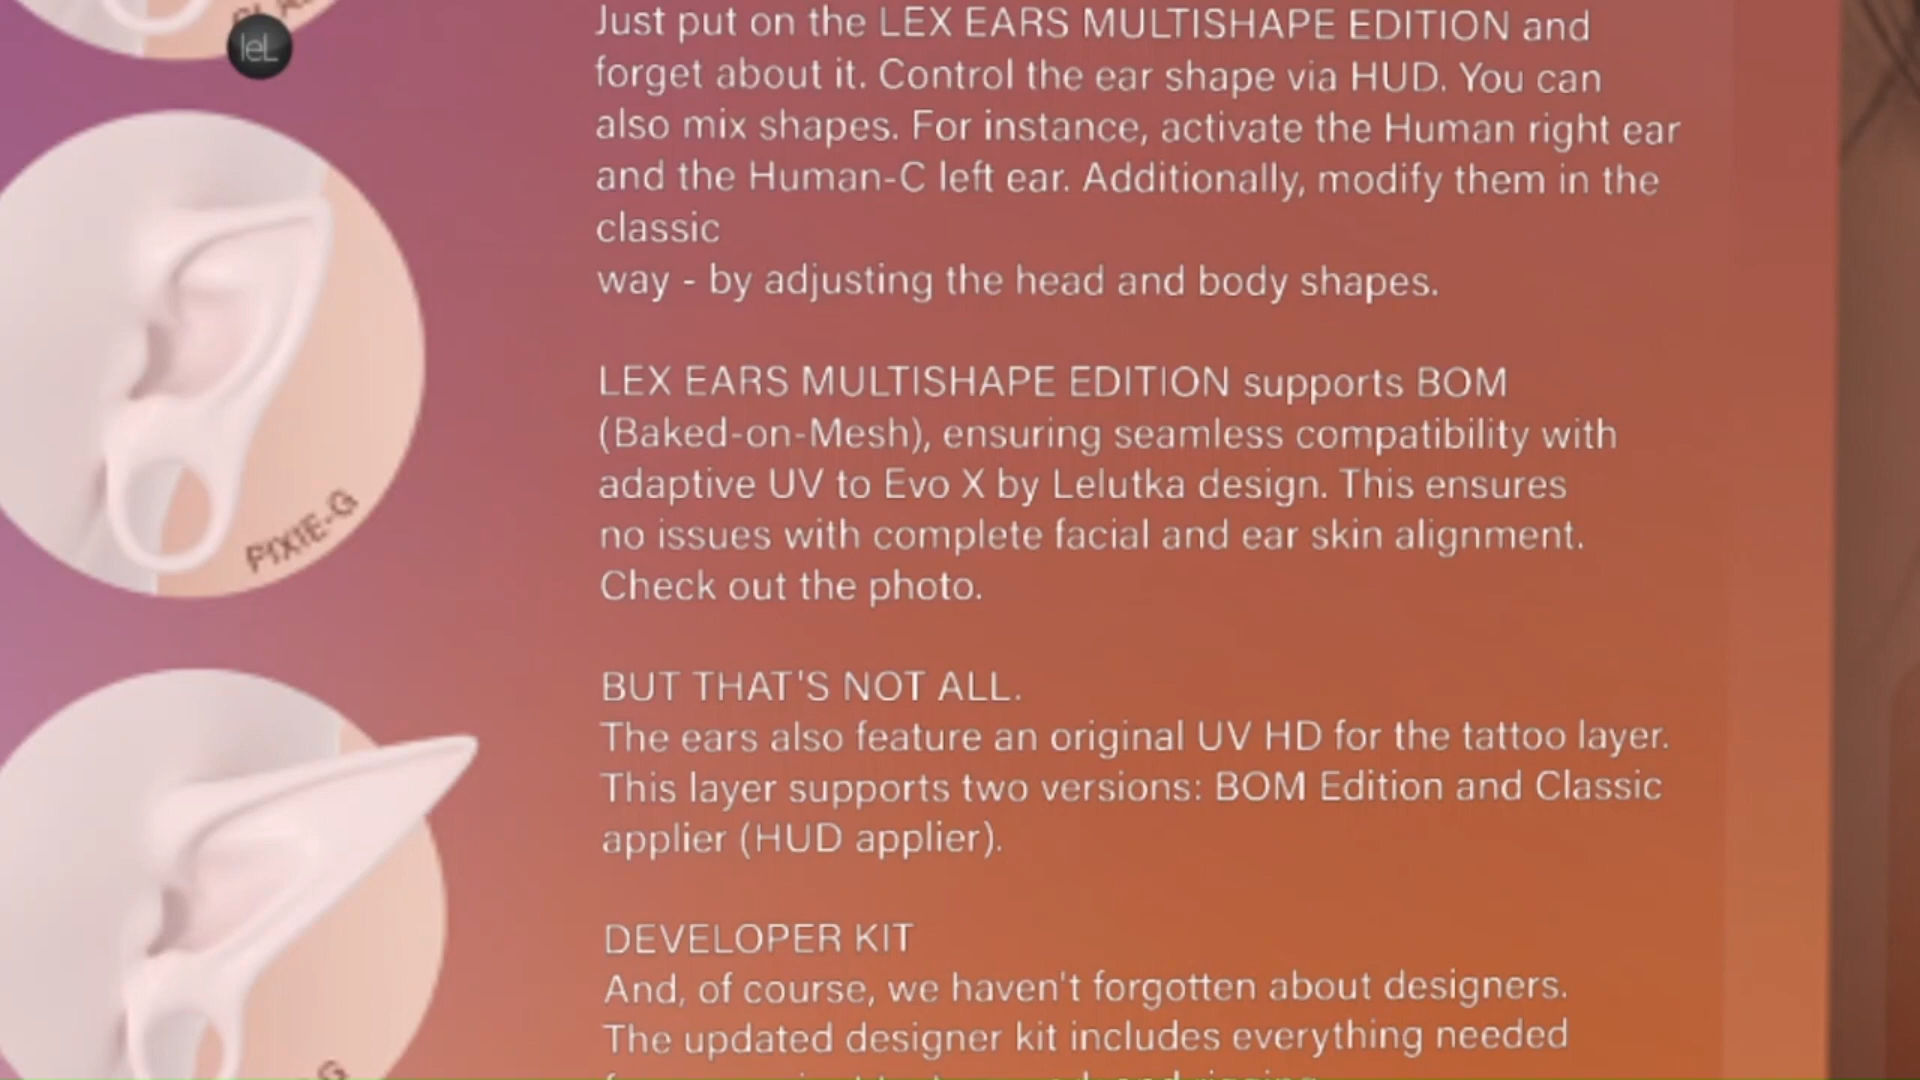 leL
Just put on the LEX EARS MULTISHAPE EDITION and
forget about it. Control the ear shape via HUD. You can
also mix shapes. For instance, activate the Human right ear
and the Human-C left ear. Additionally, modify them in the
classic
way - by adjusting the head and body shapes.
PIXIE-G
LEX EARS MULTISHAPE EDITION supports BOM
(Baked-on-Mesh), ensuring seamless compatibility with
adaptive UV to Evo X by Lelutka design. This ensures
no issues with complete facial and ear skin alignment.
Check out the photo.
BUT THAT'S NOT ALL.
The ears also feature an original UV HD for the tattoo layer.
This layer supports two versions: BOM Edition and Classic
applier (HUD applier).
DEVELOPER KIT
And, of course, we haven't forgotten about designers.
The updated designer kit includes everything needed